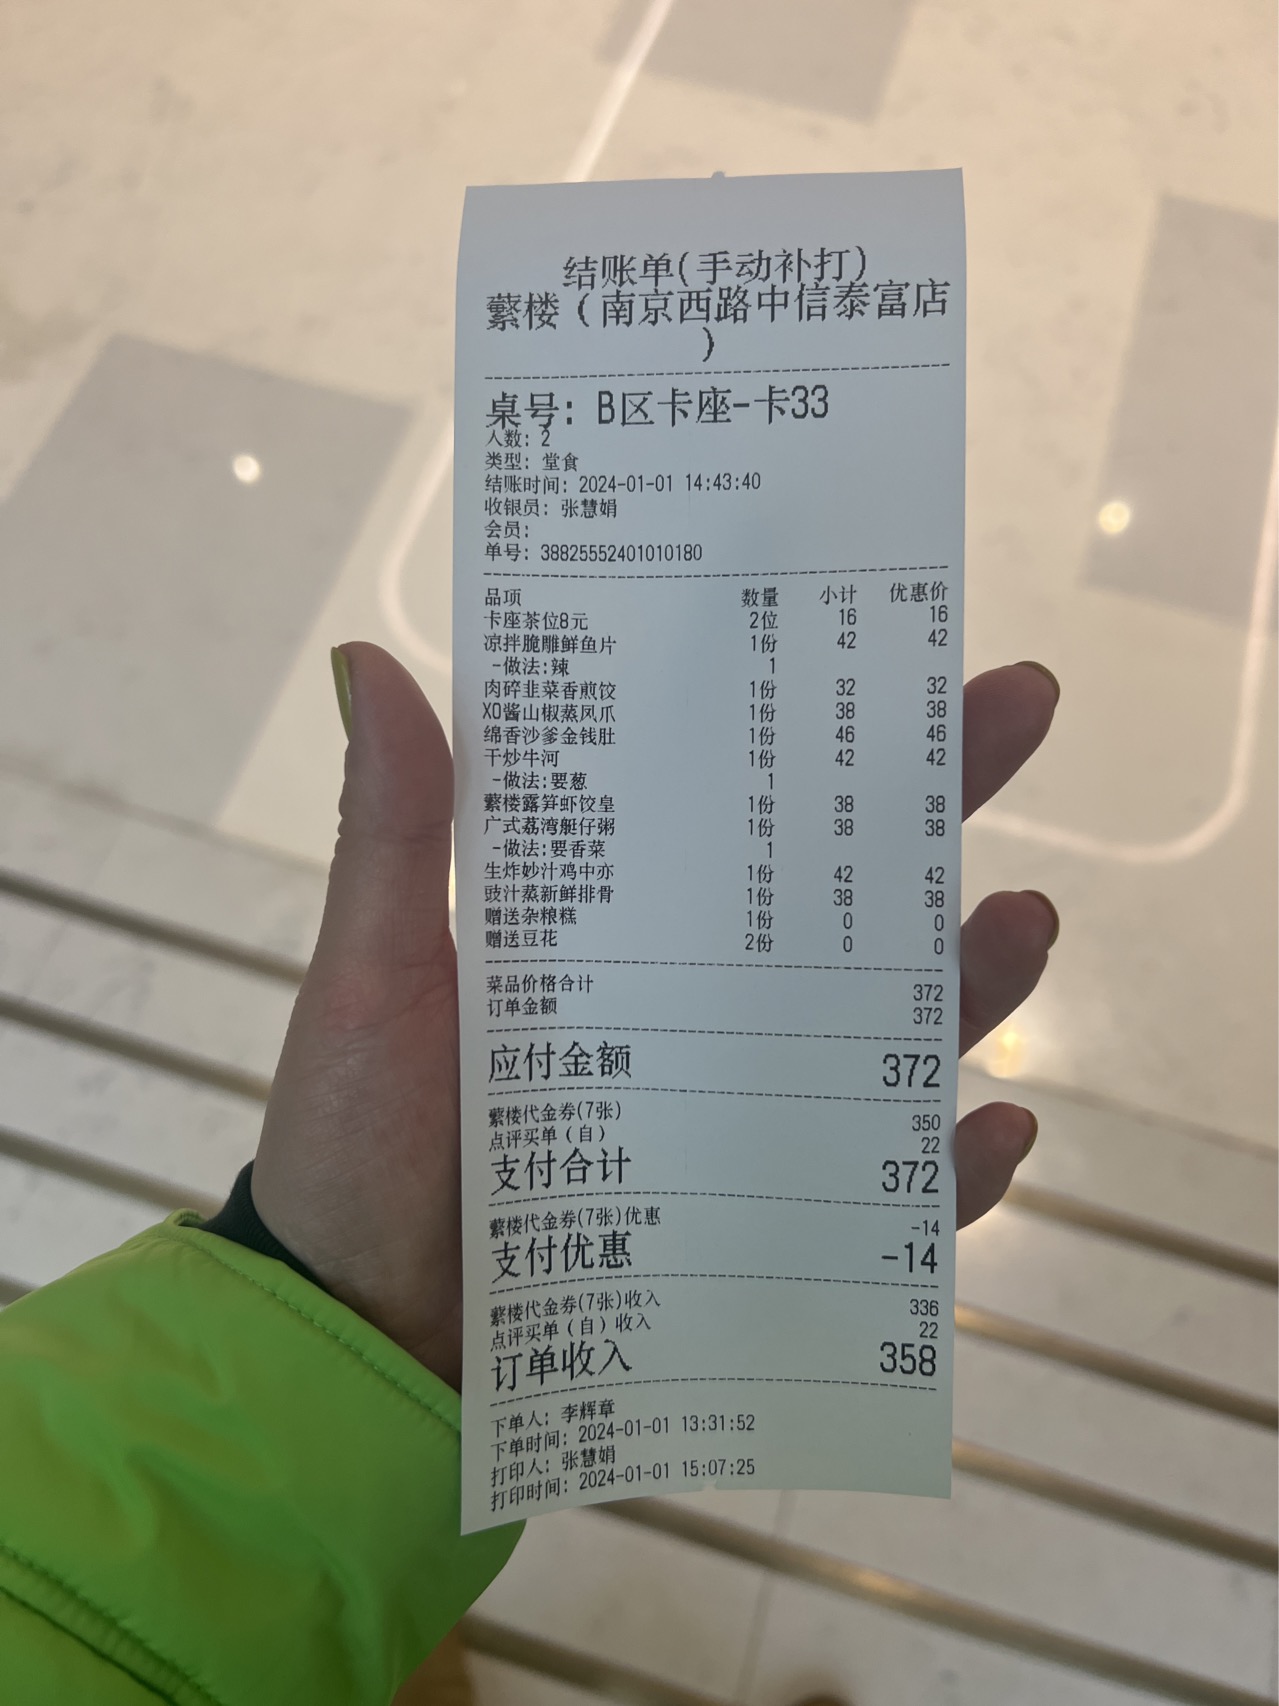 结账单(手动补打)
蘩楼（南京西路中信泰富店
）
桌号: B区卡座-卡33
人数: 2
类型: 堂食
结账时间: 2024-01-01 14:43:40
收银员: 张慧娟
会员:
单号: 38825552401010180
品项 数量 小计 优惠价
卡座茶位8元 2位 16 16
凉拌脆雕鲜鱼片 1份 42 42
-做法:辣 1
肉碎韭菜香煎饺 1份 32 32
XO酱山椒蒸凤爪 1份 38 38
绵香沙爹金钱肚 1份 46 46
干炒牛河 1份 42 42
-做法:要葱 1
蘩楼露笋虾饺皇 1份 38 38
广式荔湾艇仔粥 1份 38 38
-做法:要香菜 1
生炸妙汁鸡中亦 1份 42 42
豉汁蒸新鲜排骨 1份 38 38
赠送杂粮糕 1份 0 0
赠送豆花 2份 0 0
菜品价格合计 372
订单金额 372
应付金额 372
蘩楼代金券(7张) 350
点评买单（自） 22
支付合计 372
蘩楼代金券(7张)优惠 -14
支付优惠 -14
蘩楼代金券(7张)收入 336
点评买单（自）收入 22
订单收入 358
下单人: 李辉章
下单时间: 2024-01-01 13:31:52
打印人: 张慧娟
打印时间: 2024-01-01 15:07:25